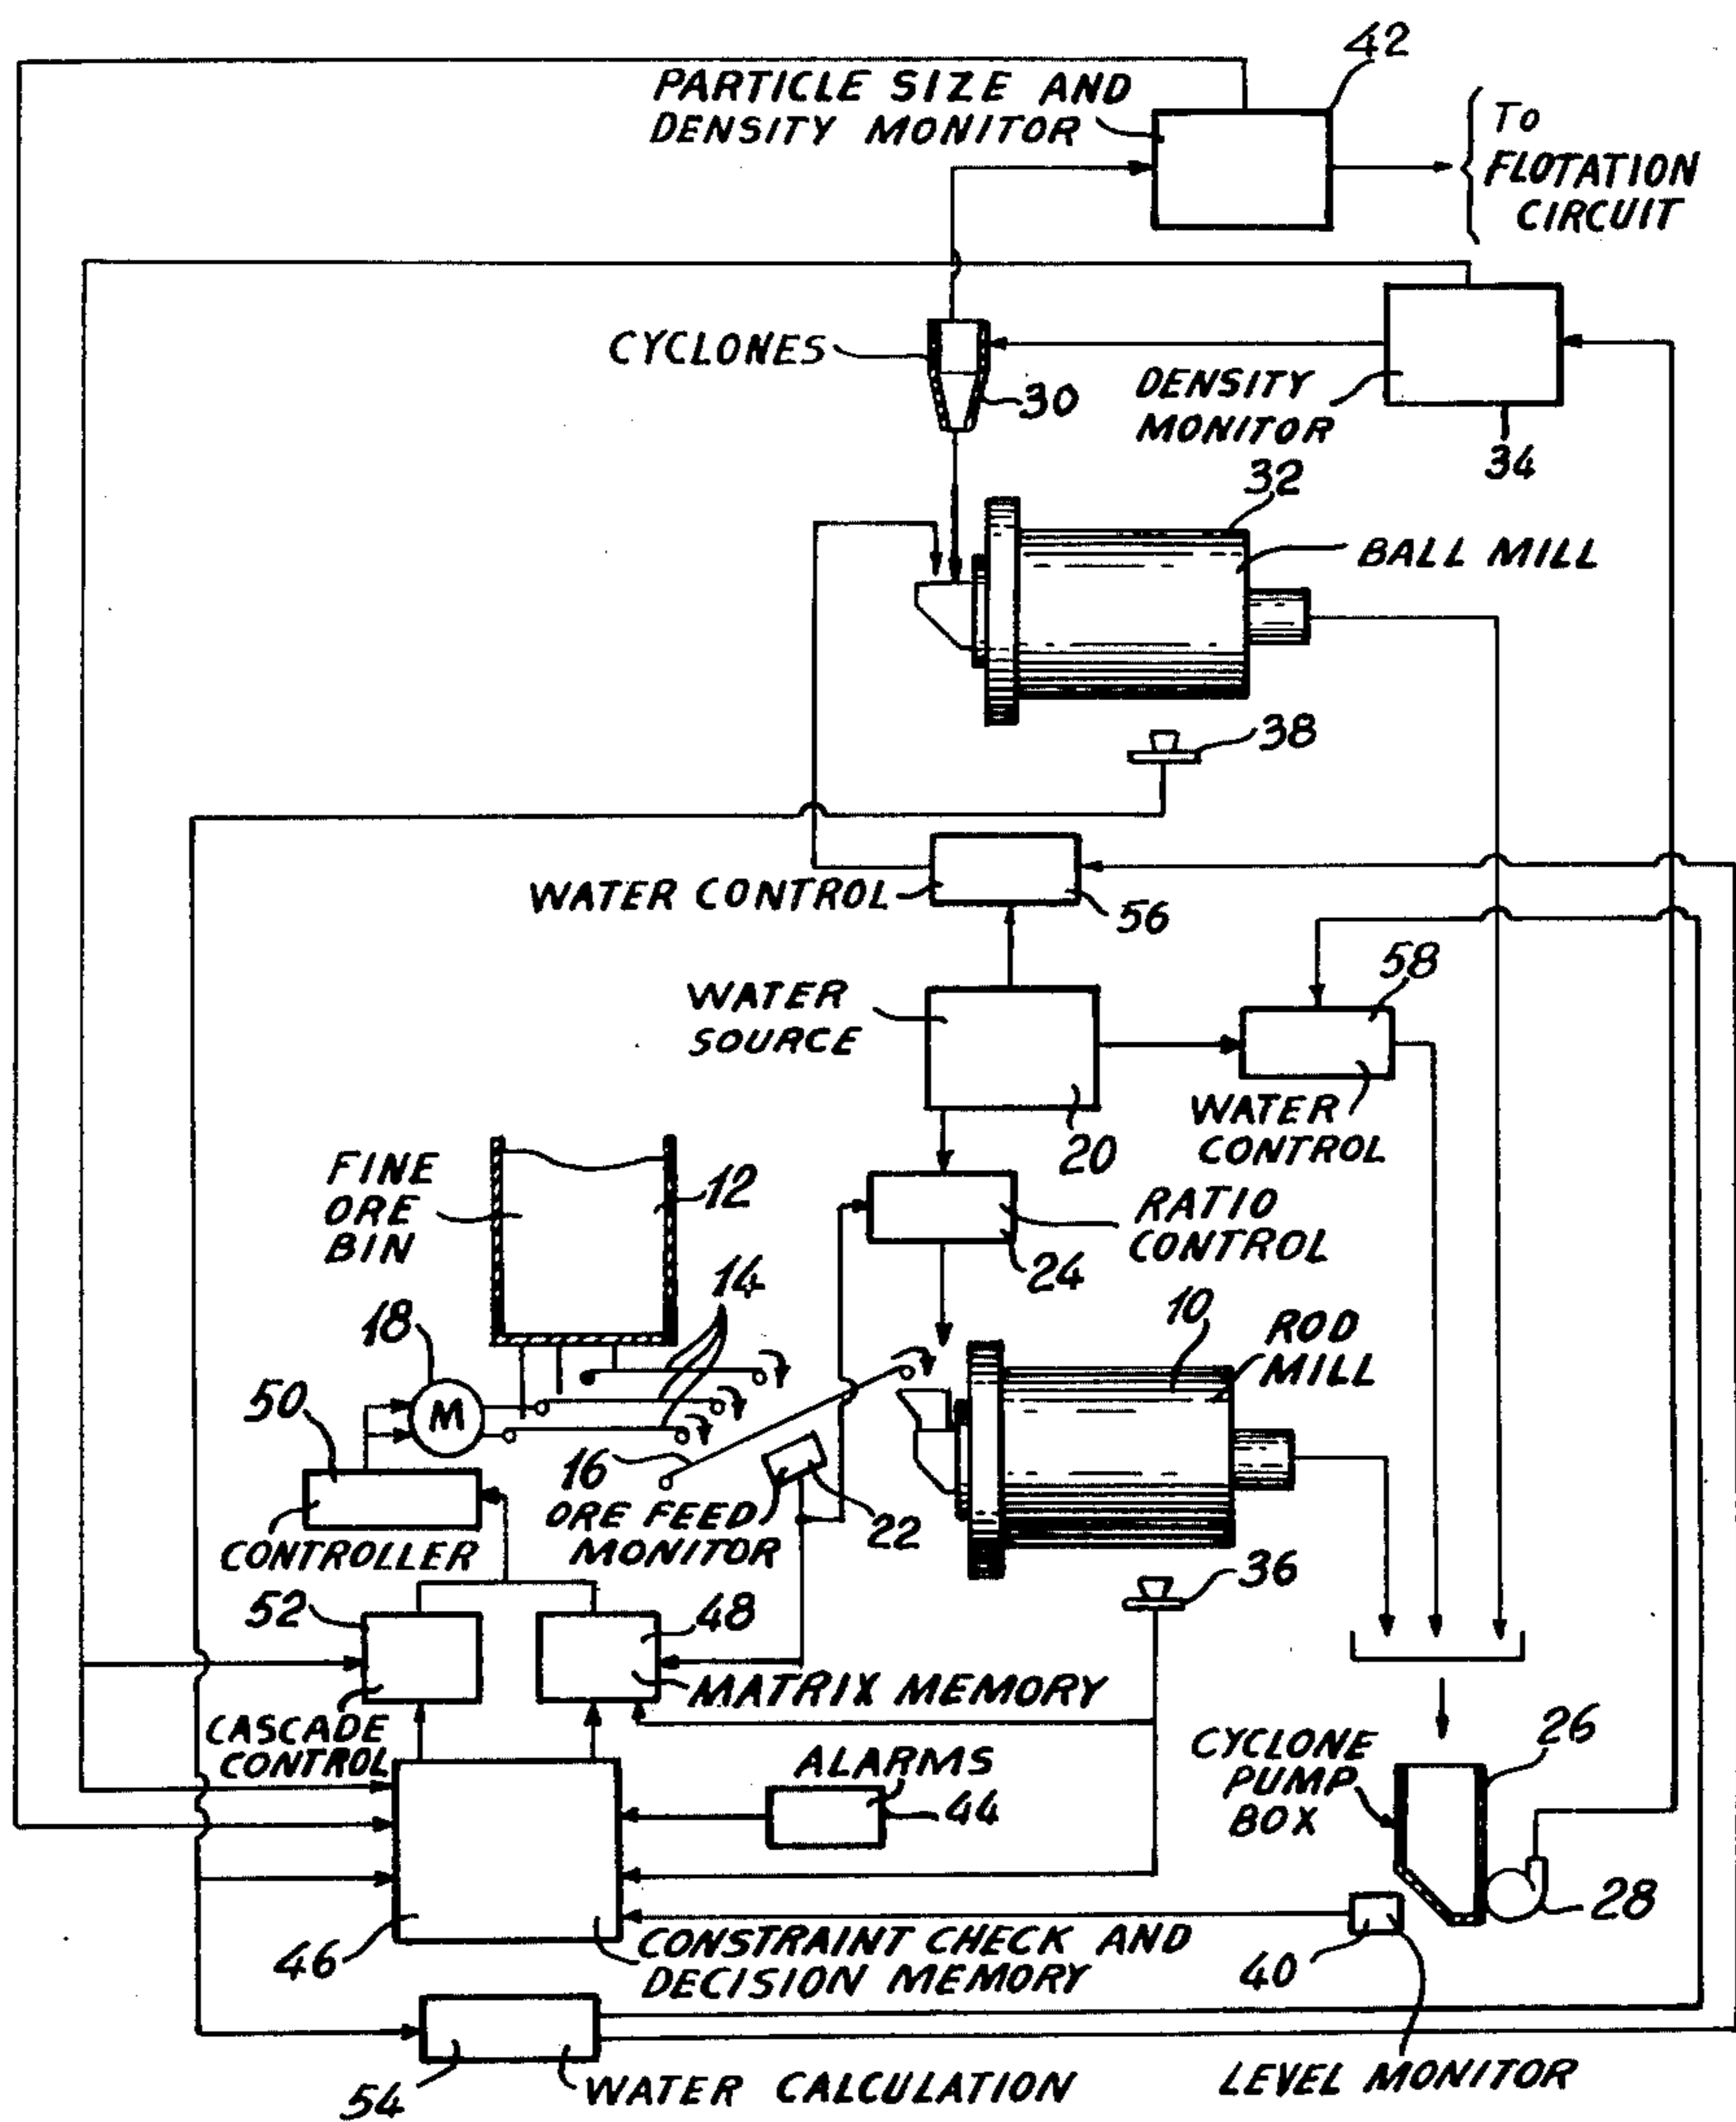 42
PARTICLE SIZE AND
DENSITY MONITOR
TO
FLOTATION
CIRCUIT
CYCLONES
30
DENSITY
MONITOR
34
32
BALL MILL
38
WATER CONTROL
56
58
WATER
SOURCE
WATER
CONTROL
20
FINE
ORE
BIN
12
RATIO
CONTROL
24
14
18
10
ROD
MILL
M
50
16
ORE FEED
MONITOR
22
CONTROLLER
36
52
48
MATRIX MEMORY
CASCADE
CONTROL
ALARMS
44
CYCLONE
PUMP
BOX
26
28
46
CONSTRAINT CHECK AND
DECISION MEMORY
40
54
WATER CALCULATION
LEVEL MONITOR